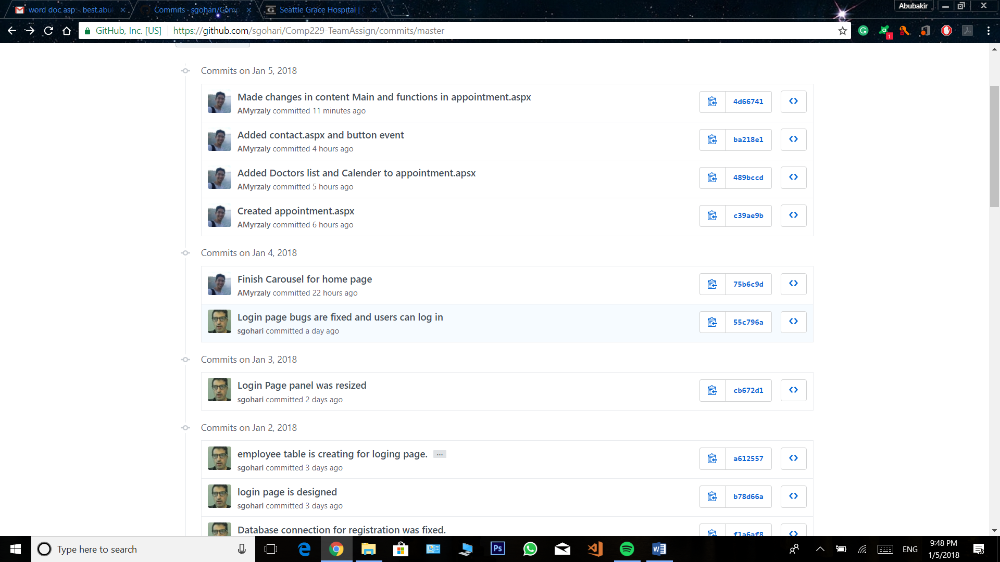 word doc asp - best.abu
Commits · sgohari/Comp
Seattle Grace Hospital |
Abubakir
GitHub, Inc. [US]
https://github.com/sgohari/Comp229-TeamAssign/commits/master
1
Commits on Jan 5, 2018
Made changes in content Main and functions in appointment.aspx
AMyrzaly committed 11 minutes ago
4d66741
Added contact.aspx and button event
AMyrzaly committed 4 hours ago
ba218e1
Added Doctors list and Calender to appointment.apsx
AMyrzaly committed 5 hours ago
489bccd
Created appointment.aspx
AMyrzaly committed 6 hours ago
c39ae9b
Commits on Jan 4, 2018
Finish Carousel for home page
AMyrzaly committed 22 hours ago
75b6c9d
Login page bugs are fixed and users can log in
sgohari committed a day ago
55c796a
Commits on Jan 3, 2018
Login Page panel was resized
sgohari committed 2 days ago
cb672d1
Commits on Jan 2, 2018
employee table is creating for loging page. …
sgohari committed 3 days ago
a612557
login page is designed
sgohari committed 3 days ago
b78d66a
Database connection for registration was fixed.
f1a6af8
Type here to search
Ps
ENG
9:48 PM
1/5/2018